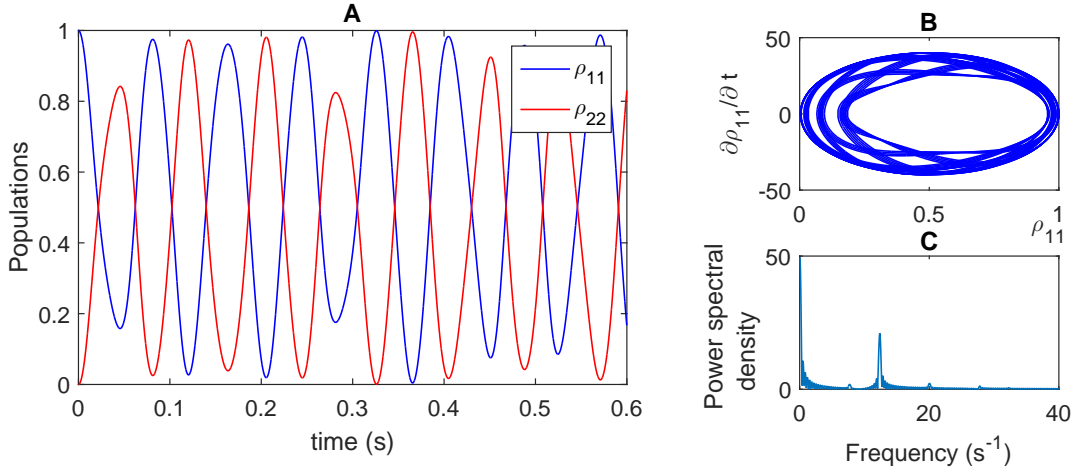 A
Populations
1
0.8
0.6
0.4
0.2
0
0 0.1 0.2 0.3 0.4 0.5 0.6
time (s)
ρ11
ρ22
B
∂ρ11/∂ t
50
0
-50
0 0.5 1
ρ11
C
Power spectral
density
50
0
0 20 40
Frequency (s-1)